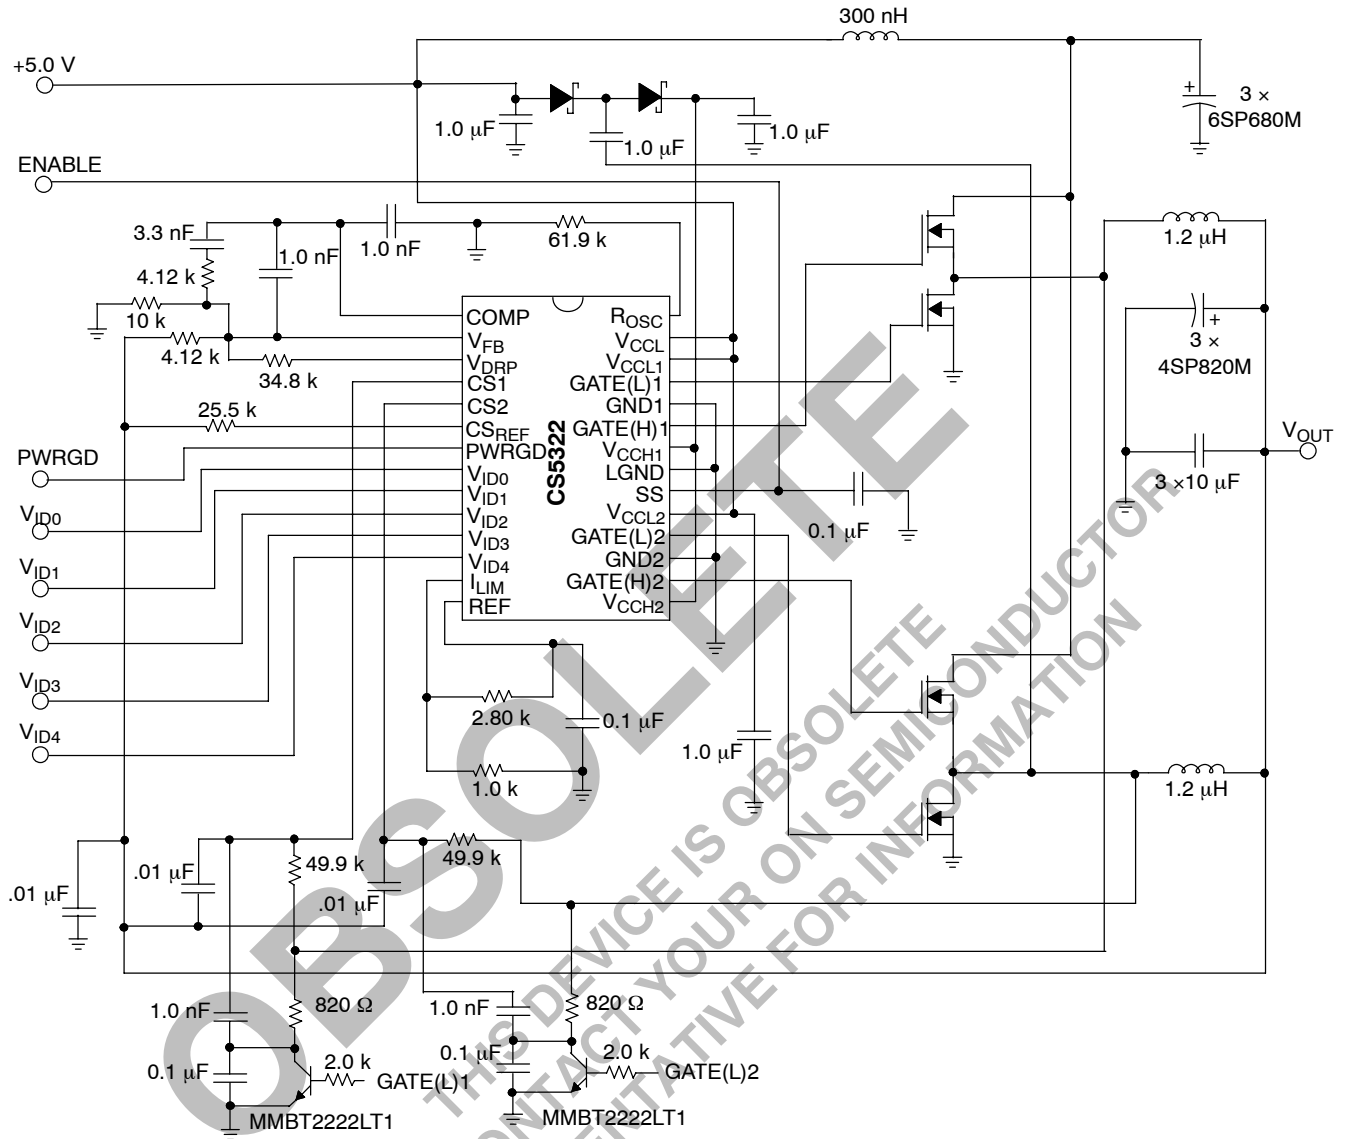 300 nH
+5.0 V
3 ×
6SP680M
1.0 µF
1.0 µF
1.0 µF
ENABLE
3.3 nF
1.0 nF
1.0 nF
61.9 k
1.2 µH
4.12 k
10 k
4.12 k
34.8 k
25.5 k
COMP
VFB
VDRP
CS1
CS2
CSREF
PWRGD
VID0
VID1
VID2
VID3
VID4
ILIM
REF
CS5322
ROSC
VCCL
VCCL1
GATE(L)1
GND1
GATE(H)1
VCCH1
LGND
SS
VCCL2
GATE(L)2
GND2
GATE(H)2
VCCH2
3 ×
4SP820M
VOUT
3 ×10 µF
0.1 µF
PWRGD
VID0
VID1
VID2
VID3
VID4
2.80 k
0.1 µF
1.0 k
1.0 µF
1.2 µH
.01 µF
.01 µF
49.9 k
.01 µF
49.9 k
1.0 nF
820 Ω
0.1 µF
2.0 k
GATE(L)1
MMBT2222LT1
1.0 nF
820 Ω
0.1 µF
2.0 k
GATE(L)2
MMBT2222LT1
OBSOLETE
THIS DEVICE IS OBSOLETE
CONTACT YOUR ON SEMICONDUCTOR
ENTATIVE FOR INFORMATION